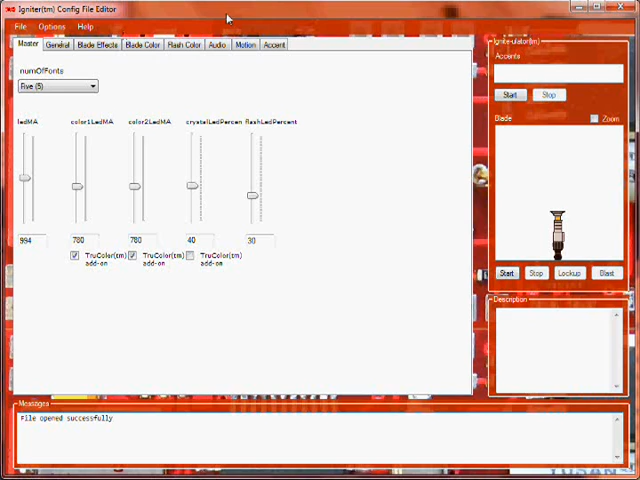 Igniter(tm) Config File Editor
File Options Help
Master General Blade Effects Blade Color Flash Color Audio Motion Accent
numOfFonts
Five (5)
ledMA color1LedMA color2LedMA crystalLedPercen flashLedPercent
994 780 780 40 30
TruColor(tm) add-on
TruColor(tm) add-on
TruColor(tm) add-on
Ignite-ulator(tm)
Accents
Start Stop
Blade Zoom
Start Stop Lockup Blast
Description
Messages
File opened successfully